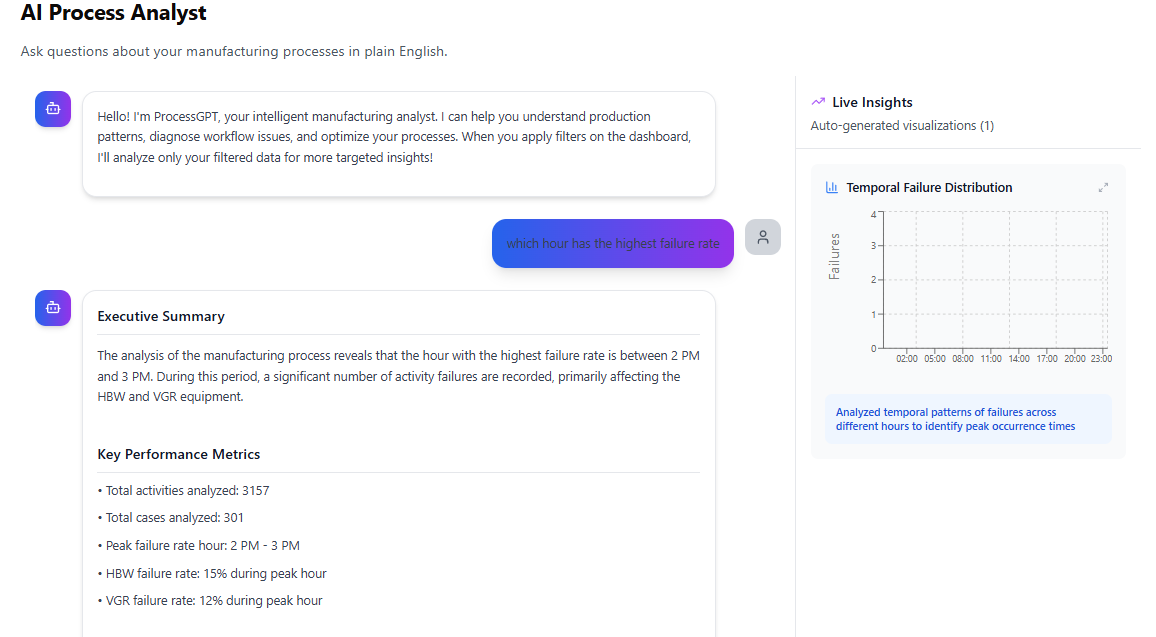 AI Process Analyst
Ask questions about your manufacturing processes in plain English.
Hello! I'm ProcessGPT, your intelligent manufacturing analyst. I can help you understand production
patterns, diagnose workflow issues, and optimize your processes. When you apply filters on the dashboard,
I'll analyze only your filtered data for more targeted insights!
which hour has the highest failure rate
Executive Summary
The analysis of the manufacturing process reveals that the hour with the highest failure rate is between 2 PM
and 3 PM. During this period, a significant number of activity failures are recorded, primarily affecting the
HBW and VGR equipment.
Key Performance Metrics
• Total activities analyzed: 3157
• Total cases analyzed: 301
• Peak failure rate hour: 2 PM - 3 PM
• HBW failure rate: 15% during peak hour
• VGR failure rate: 12% during peak hour
Live Insights
Auto-generated visualizations (1)
Temporal Failure Distribution
Failures
4
3
2
1
0
02:00 05:00 08:00 11:00 14:00 17:00 20:00 23:00
Analyzed temporal patterns of failures across
different hours to identify peak occurrence times